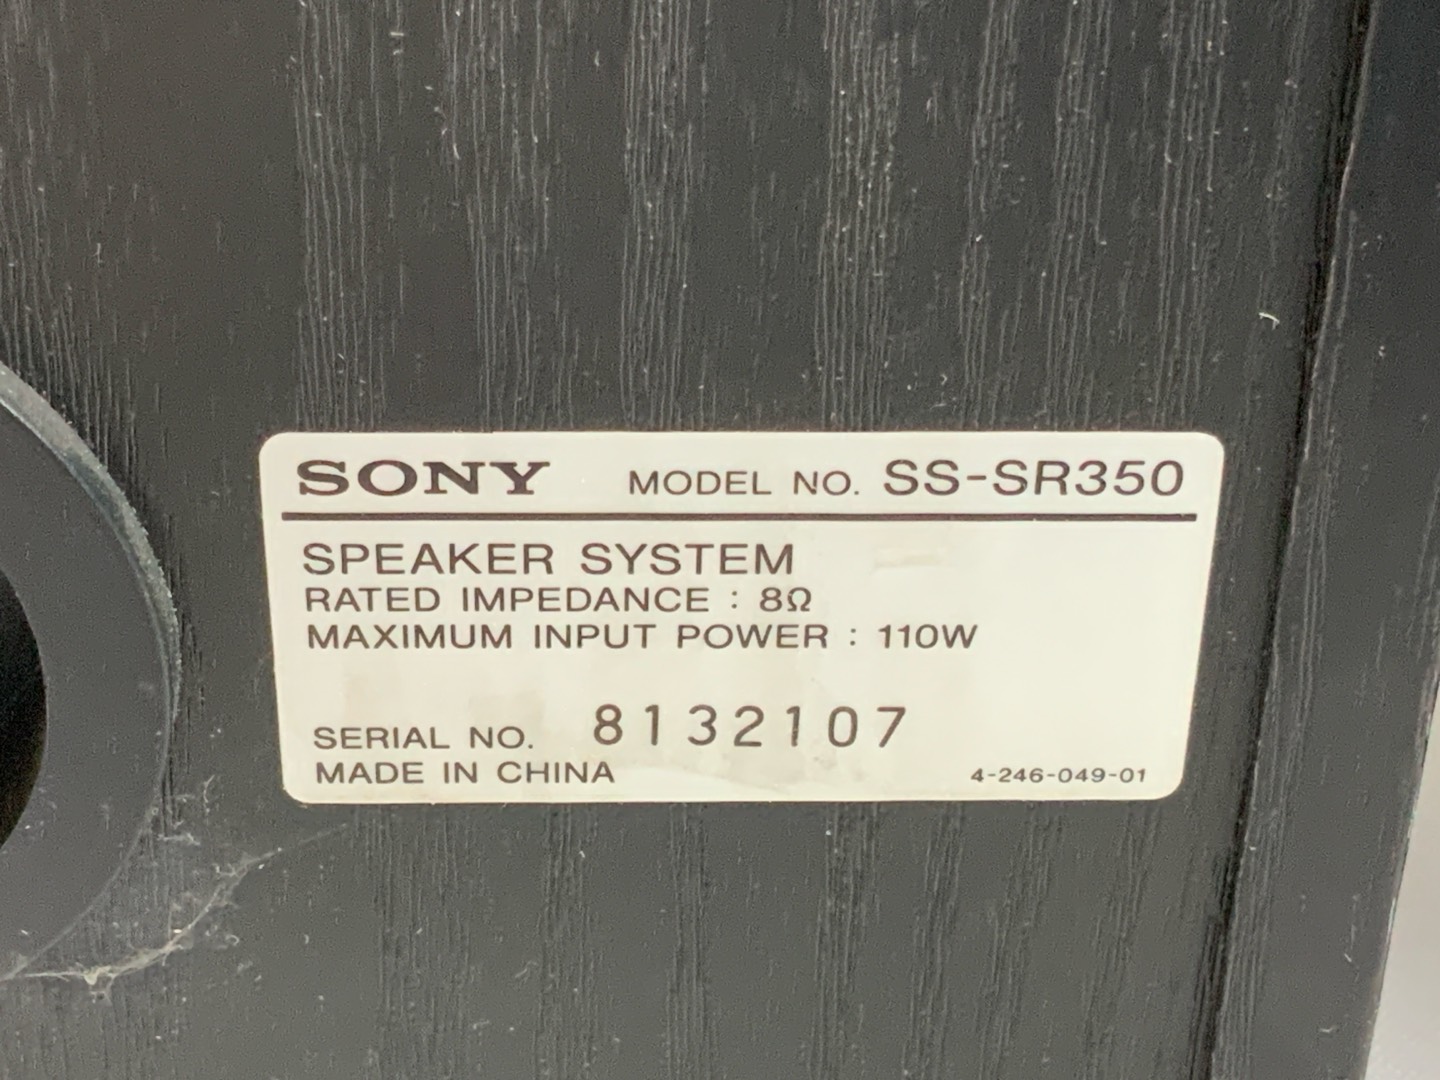 SONY MODEL NO. SS-SR350
SPEAKER SYSTEM
RATED IMPEDANCE : 8Ω
MAXIMUM INPUT POWER : 110W
SERIAL NO. 8132107
MADE IN CHINA 4-246-049-01